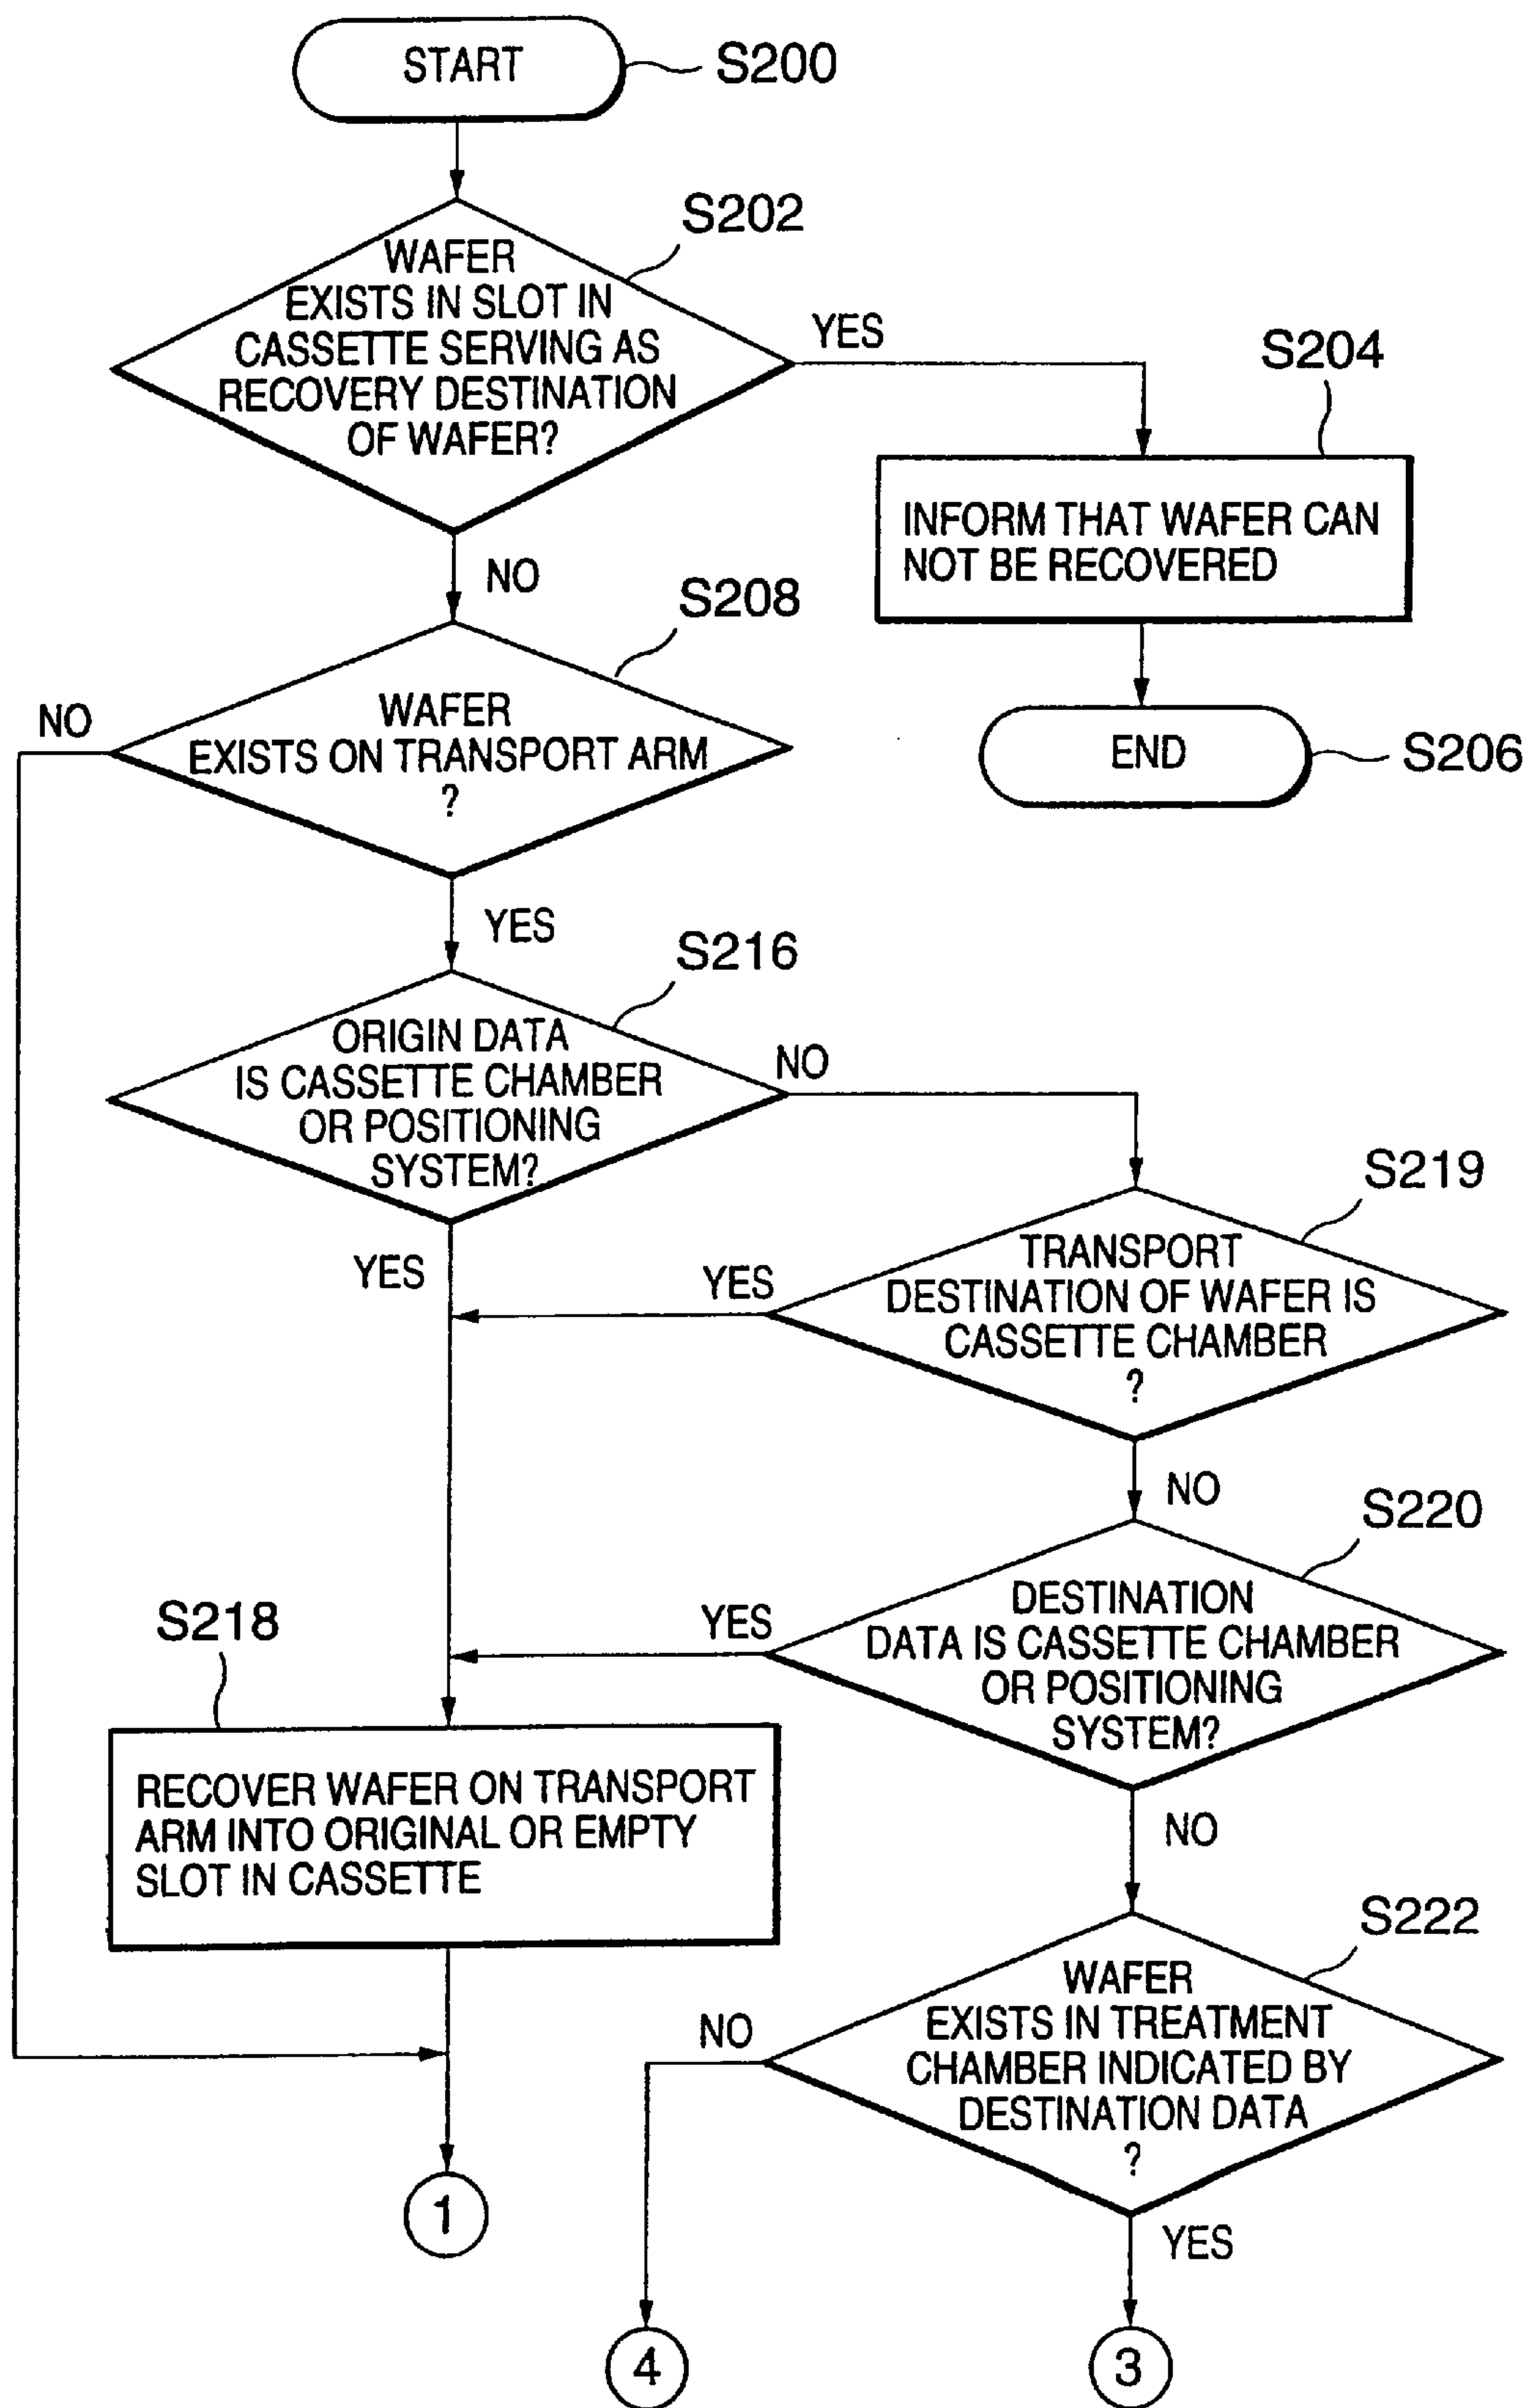 START
S200
S202
WAFER
EXISTS IN SLOT IN
CASSETTE SERVING AS
RECOVERY DESTINATION
OF WAFER?
YES
S204
INFORM THAT WAFER CAN
NOT BE RECOVERED
NO
S208
END
S206
NO
WAFER
EXISTS ON TRANSPORT ARM
?
YES
S216
ORIGIN DATA
IS CASSETTE CHAMBER
OR POSITIONING
SYSTEM?
NO
S219
YES
TRANSPORT
DESTINATION OF WAFER IS
CASSETTE CHAMBER
?
YES
NO
S220
DESTINATION
DATA IS CASSETTE CHAMBER
OR POSITIONING
SYSTEM?
YES
S218
RECOVER WAFER ON TRANSPORT
ARM INTO ORIGINAL OR EMPTY
SLOT IN CASSETTE
NO
S222
WAFER
EXISTS IN TREATMENT
CHAMBER INDICATED BY
DESTINATION DATA
?
NO
1
YES
4
3